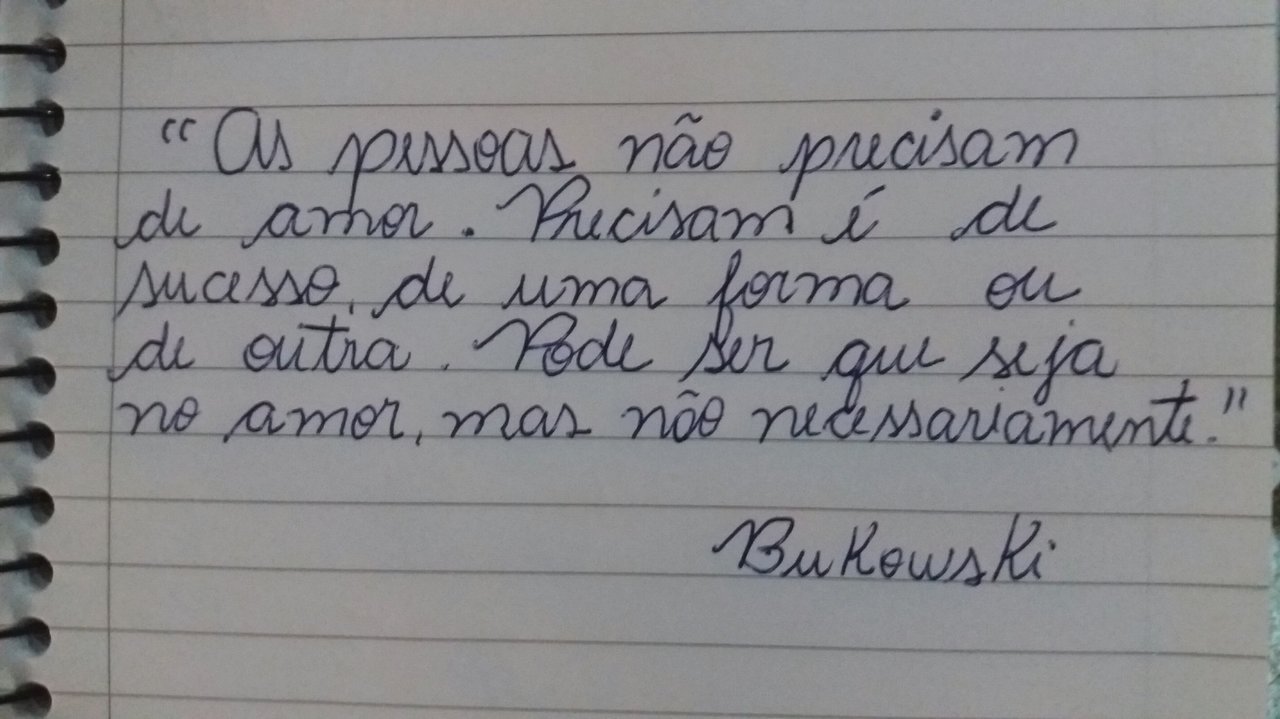 "As pessoas não precisam
de amor. Precisam é de
sucesso, de uma forma ou
de outra. Pode ser que seja
no amor, mas não necessariamente."
Bukowski